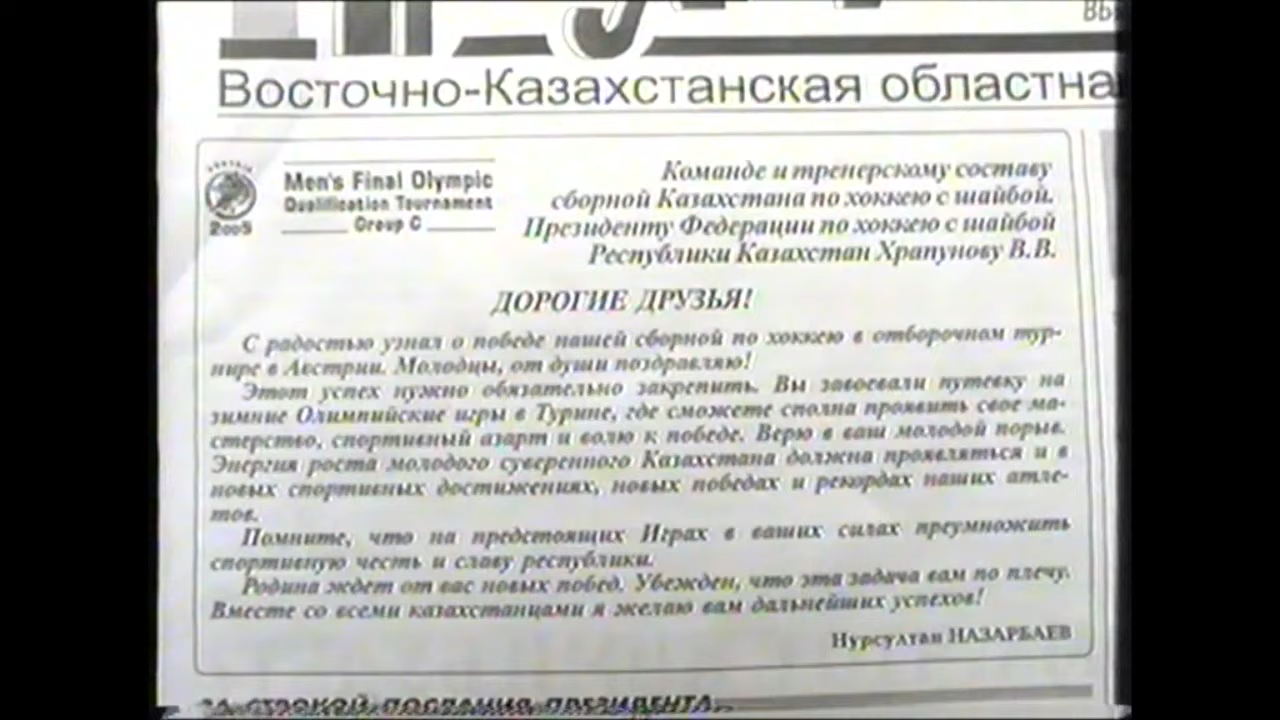 Восточно-Казахстанская областна
Men's Final Olympic
Qualification Tournament
Group C
2005
Команде и тренерскому составу
сборной Казахстана по хоккею с шайбой.
Президенту Федерации по хоккею с шайбой
Республики Казахстан Храпунову В.В.
ДОРОГИЕ ДРУЗЬЯ!
С радостью узнал о победе нашей сборной по хоккею в отборочном тур-
нире в Австрии. Молодцы, от души поздравляю!
Этот успех нужно обязательно закрепить. Вы завоевали путевку на
зимние Олимпийские игры в Турине, где сможете сполна проявить свое ма-
стерство, спортивный азарт и волю к победе. Верю в ваш молодой порыв.
Энергия роста молодого суверенного Казахстана должна проявляться и в
новых спортивных достижениях, новых победах и рекордах наших атле-
тов.
Помните, что на предстоящих Играх в ваших силах преумножить
спортивную честь и славу республики.
Родина ждет от вас новых побед. Убежден, что эта задача вам по плечу.
Вместе со всеми казахстанцами я желаю вам дальнейших успехов!
Нурсултан НАЗАРБАЕВ
ЗА СТРОКОЙ ПОСЛАНИЯ ПРЕЗИДЕНТА